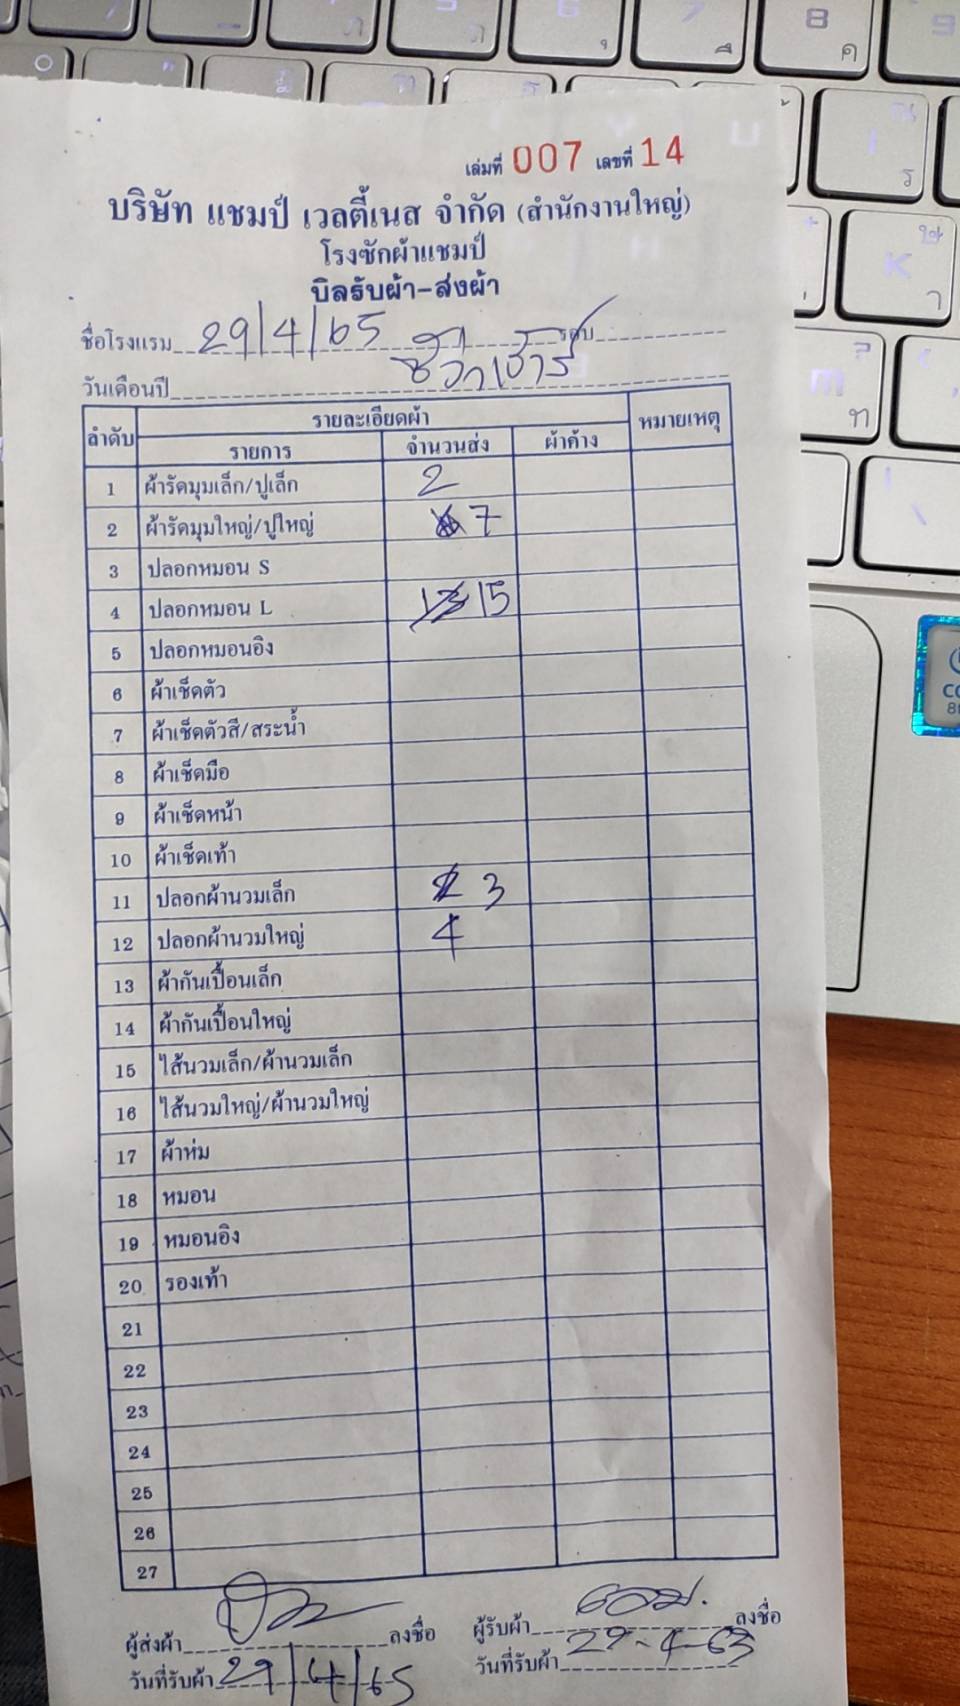 เล่มที่ 007 เลขที่ 14
บริษัท แชมป์ เวลตี้เนส จำกัด (สำนักงานใหญ่)
โรงซักผ้าแชมป์
บิลรับผ้า-ส่งผ้า
ชื่อโรงแรม 29/4/65 รอบ
วันเดือนปี
ลำดับ รายละเอียดผ้า หมายเหตุ
รายการ จำนวนส่ง ผ้าค้าง
1 ผ้ารัดมุมเล็ก/ปูเล็ก 2
2 ผ้ารัดมุมใหญ่/ปูใหญ่ 7
3 ปลอกหมอน S
4 ปลอกหมอน L 15
5 ปลอกหมอนอิง
6 ผ้าเช็ดตัว
7 ผ้าเช็ดตัวสี/สระน้ำ
8 ผ้าเช็ดมือ
9 ผ้าเช็ดหน้า
10 ผ้าเช็ดเท้า
11 ปลอกผ้านวมเล็ก 3
12 ปลอกผ้านวมใหญ่ 4
13 ผ้ากันเปื้อนเล็ก
14 ผ้ากันเปื้อนใหญ่
15 ไส้นวมเล็ก/ผ้านวมเล็ก
16 ไส้นวมใหญ่/ผ้านวมใหญ่
17 ผ้าห่ม
18 หมอน
19 หมอนอิง
20 รองเท้า
21
22
23
24
25
26
27
ผู้ส่งผ้า ลงชื่อ ผู้รับผ้า ลงชื่อ
วันที่รับผ้า 29/4/65 วันที่รับผ้า 29-4-63